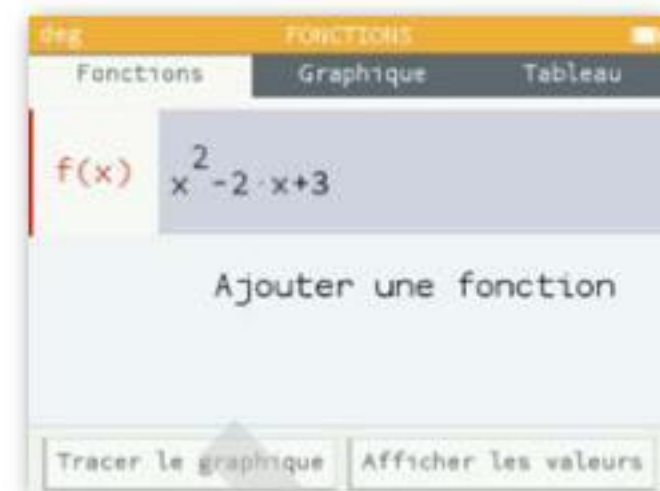 deg FONCTIONS
Fonctions Graphique Tableau
f(x) x²-2·x+3
Ajouter une fonction
Tracer le graphique Afficher les valeurs